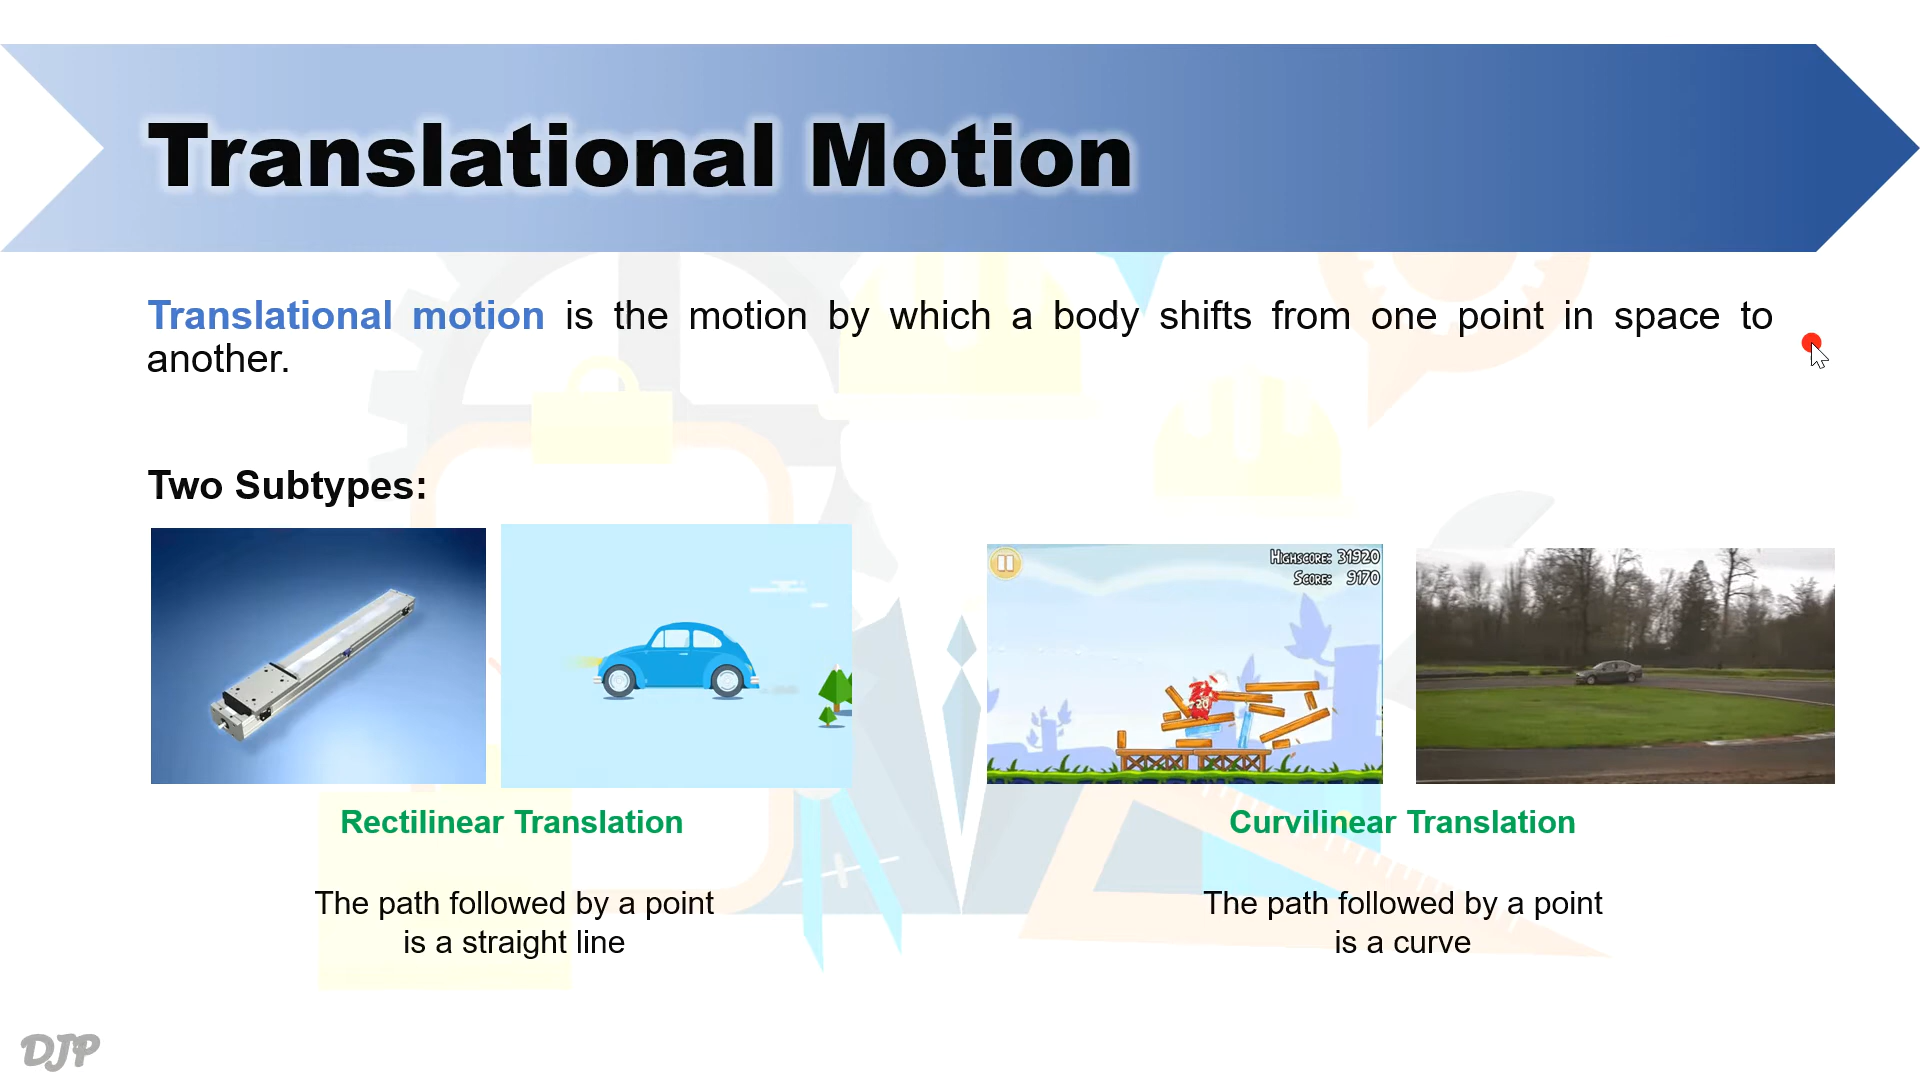 Translational Motion
Translational motion is the motion by which a body shifts from one point in space to
another.
Two Subtypes:
HIGHSCORE: 31920
SCORE: 9170
Rectilinear Translation
Curvilinear Translation
The path followed by a point
is a straight line
The path followed by a point
is a curve
DJP